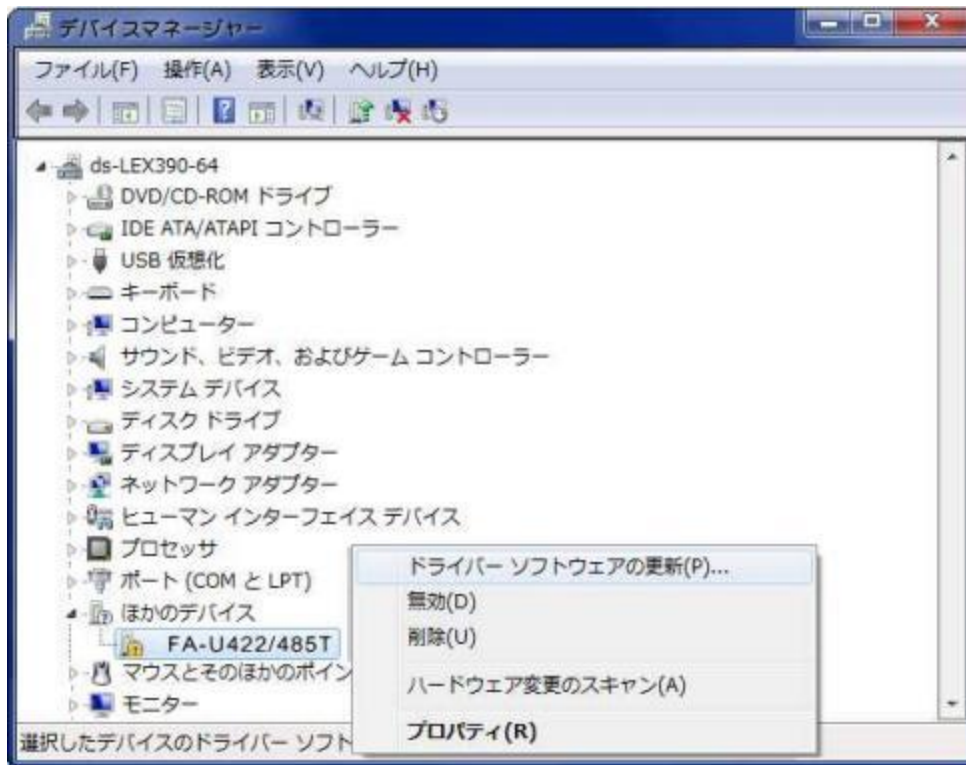 デバイスマネージャー
ファイル(F) 操作(A) 表示(V) ヘルプ(H)
ds-LEX390-64
DVD/CD-ROM ドライブ
IDE ATA/ATAPI コントローラー
USB 仮想化
キーボード
コンピューター
サウンド、ビデオ、およびゲーム コントローラー
システム デバイス
ディスク ドライブ
ディスプレイ アダプター
ネットワーク アダプター
ヒューマン インターフェイス デバイス
プロセッサ
ポート (COM と LPT)
ほかのデバイス
FA-U422/485T
マウスとそのほかのポイン
モニター
ドライバー ソフトウェアの更新(P)...
無効(D)
削除(U)
ハードウェア変更のスキャン(A)
プロパティ(R)
選択したデバイスのドライバー ソフト